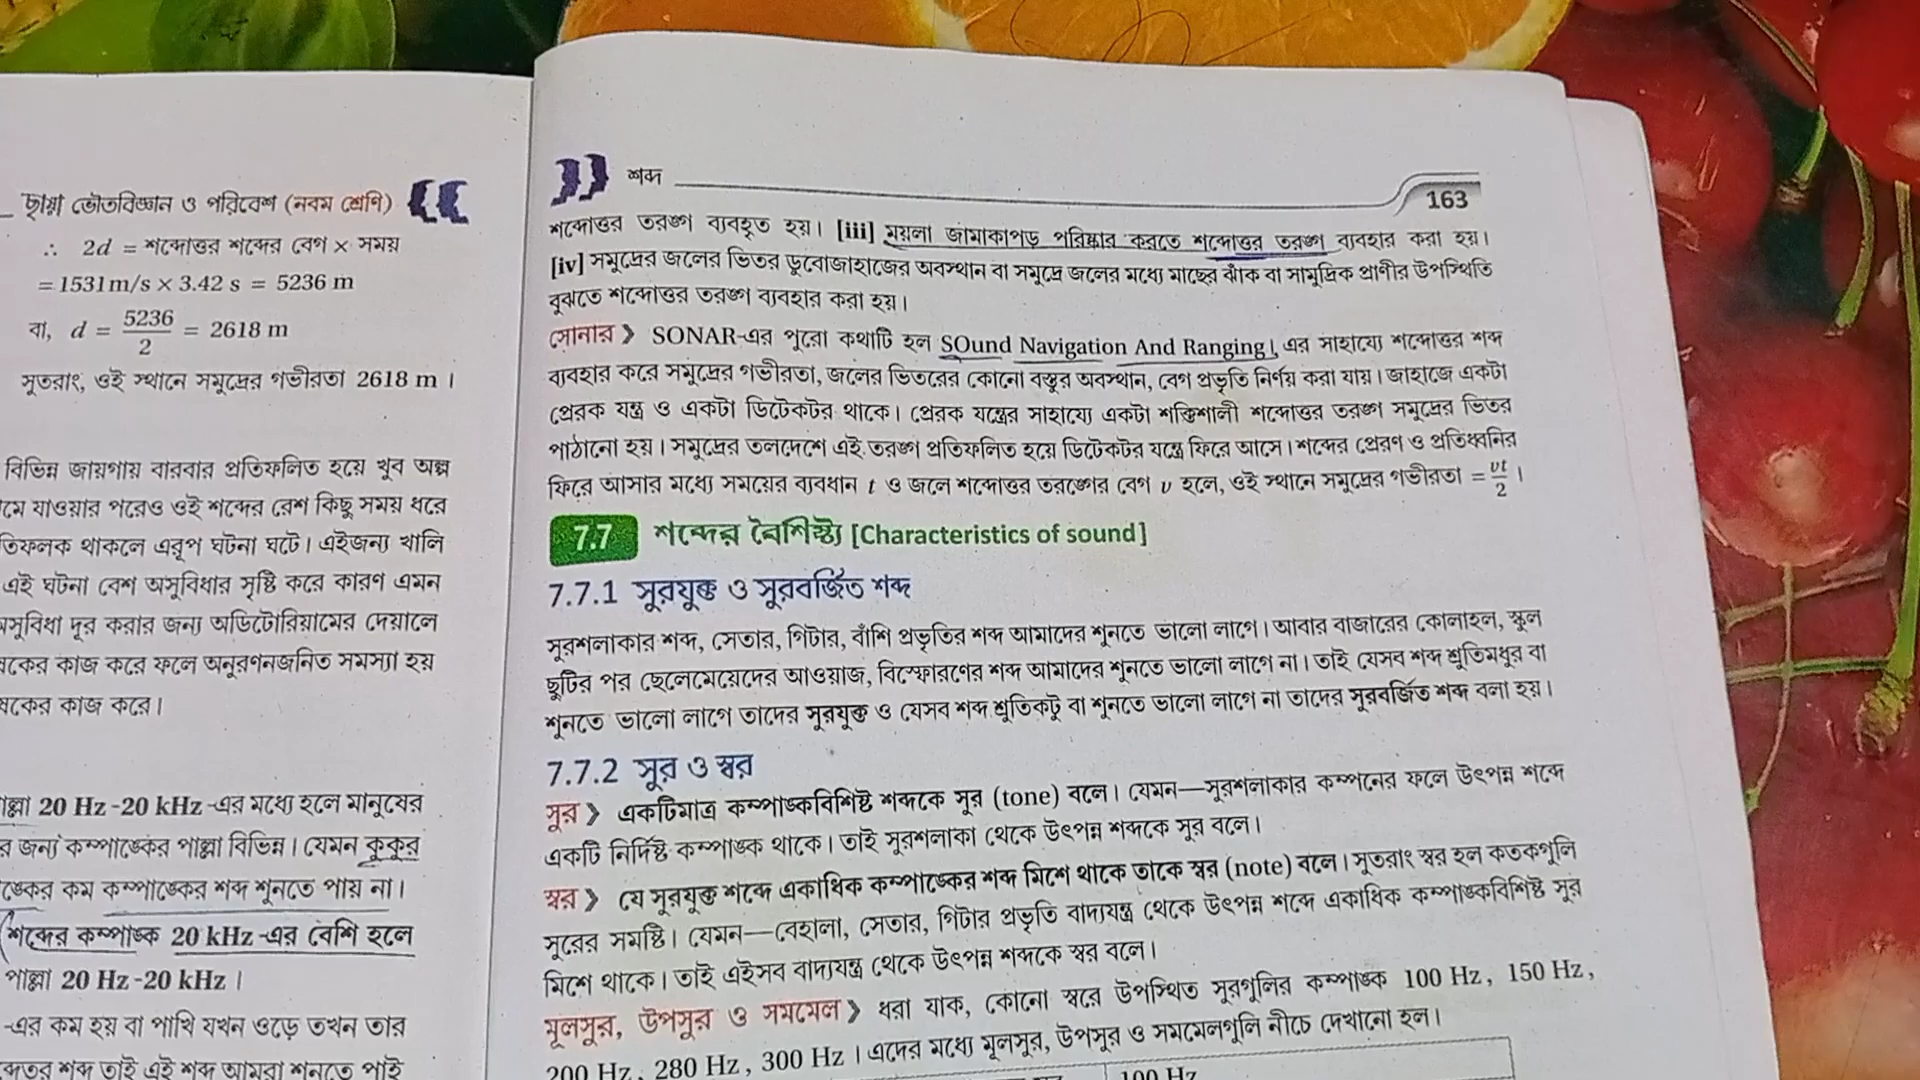 ছায়া ভৌতবিজ্ঞান ও পরিবেশ (নবম শ্রেণি)
∴ 2d = শব্দোত্তর শব্দের বেগ × সময়
= 1531 m/s × 3.42 s = 5236 m
বা, d = 5236/2 = 2618 m
সুতরাং, ওই স্থানে সমুদ্রের গভীরতা 2618 m ।
বিভিন্ন জায়গায় বারবার প্রতিফলিত হয়ে খুব অল্প
যাওয়ার পরেও ওই শব্দের রেশ কিছু সময় ধরে
থাকলে এরূপ ঘটনা ঘটে। এইজন্য খালি
এই ঘটনা বেশ অসুবিধার সৃষ্টি করে কারণ এমন
দূর করার জন্য অডিটোরিয়ামের দেয়ালে
কাজ করে ফলে অনুরণনজনিত সমস্যা হয়
কাজ করে।
20 Hz -20 kHz -এর মধ্যে হলে মানুষের
জন্য কম্পাঙ্কের পাল্লা বিভিন্ন। যেমন কুকুর
কম কম্পাঙ্কের শব্দ শুনতে পায় না।
শব্দের কম্পাঙ্ক 20 kHz -এর বেশি হলে
পাল্লা 20 Hz -20 kHz ।
-এর কম হয় বা পাখি যখন ওড়ে তখন তার
শব্দ তাই এই শব্দ আমরা শুনতে পাই
শব্দ
163
শব্দোত্তর তরঙ্গ ব্যবহৃত হয়। [iii] ময়লা জামাকাপড় পরিষ্কার করতে শব্দোত্তর তরঙ্গ ব্যবহার করা হয়।
[iv] সমুদ্রের জলের ভিতর ডুবোজাহাজের অবস্থান বা সমুদ্রে জলের মধ্যে মাছের ঝাঁক বা সামুদ্রিক প্রাণীর উপস্থিতি
বুঝতে শব্দোত্তর তরঙ্গ ব্যবহার করা হয়।
সোনার ❯ SONAR-এর পুরো কথাটি হল SOund Navigation And Ranging। এর সাহায্যে শব্দোত্তর শব্দ
ব্যবহার করে সমুদ্রের গভীরতা, জলের ভিতরের কোনো বস্তুর অবস্থান, বেগ প্রভৃতি নির্ণয় করা যায়। জাহাজে একটা
প্রেরক যন্ত্র ও একটা ডিটেকটর থাকে। প্রেরক যন্ত্রের সাহায্যে একটা শক্তিশালী শব্দোত্তর তরঙ্গ সমুদ্রের ভিতর
পাঠানো হয়। সমুদ্রের তলদেশে এই তরঙ্গ প্রতিফলিত হয়ে ডিটেকটর যন্ত্রে ফিরে আসে। শব্দের প্রেরণ ও প্রতিধ্বনির
ফিরে আসার মধ্যে সময়ের ব্যবধান t ও জলে শব্দোত্তর তরঙ্গের বেগ v হলে, ওই স্থানে সমুদ্রের গভীরতা = vt/2 ।
7.7 শব্দের বৈশিষ্ট্য [Characteristics of sound]
7.7.1 সুরযুক্ত ও সুরবর্জিত শব্দ
সুরশলাকার শব্দ, সেতার, গিটার, বাঁশি প্রভৃতির শব্দ আমাদের শুনতে ভালো লাগে। আবার বাজারের কোলাহল, স্কুল
ছুটির পর ছেলেমেয়েদের আওয়াজ, বিস্ফোরণের শব্দ আমাদের শুনতে ভালো লাগে না। তাই যেসব শব্দ শ্রুতিমধুর বা
শুনতে ভালো লাগে তাদের সুরযুক্ত ও যেসব শব্দ শ্রুতিকটু বা শুনতে ভালো লাগে না তাদের সুরবর্জিত শব্দ বলা হয়।
7.7.2 সুর ও স্বর
সুর ❯ একটিমাত্র কম্পাঙ্কবিশিষ্ট শব্দকে সুর (tone) বলে। যেমন—সুরশলাকার কম্পনের ফলে উৎপন্ন শব্দে
একটি নির্দিষ্ট কম্পাঙ্ক থাকে। তাই সুরশলাকা থেকে উৎপন্ন শব্দকে সুর বলে।
স্বর ❯ যে সুরযুক্ত শব্দে একাধিক কম্পাঙ্কের শব্দ মিশে থাকে তাকে স্বর (note) বলে। সুতরাং স্বর হল কতকগুলি
সুরের সমষ্টি। যেমন—বেহালা, সেতার, গিটার প্রভৃতি বাদ্যযন্ত্র থেকে উৎপন্ন শব্দে একাধিক কম্পাঙ্কবিশিষ্ট সুর
মিশে থাকে। তাই এইসব বাদ্যযন্ত্র থেকে উৎপন্ন শব্দকে স্বর বলে।
মূলসুর, উপসুর ও সমমেল ❯ ধরা যাক, কোনো স্বরে উপস্থিত সুরগুলির কম্পাঙ্ক 100 Hz, 150 Hz,
200 Hz, 280 Hz, 300 Hz । এদের মধ্যে মূলসুর, উপসুর ও সমমেলগুলি নীচে দেখানো হল।
100 Hz